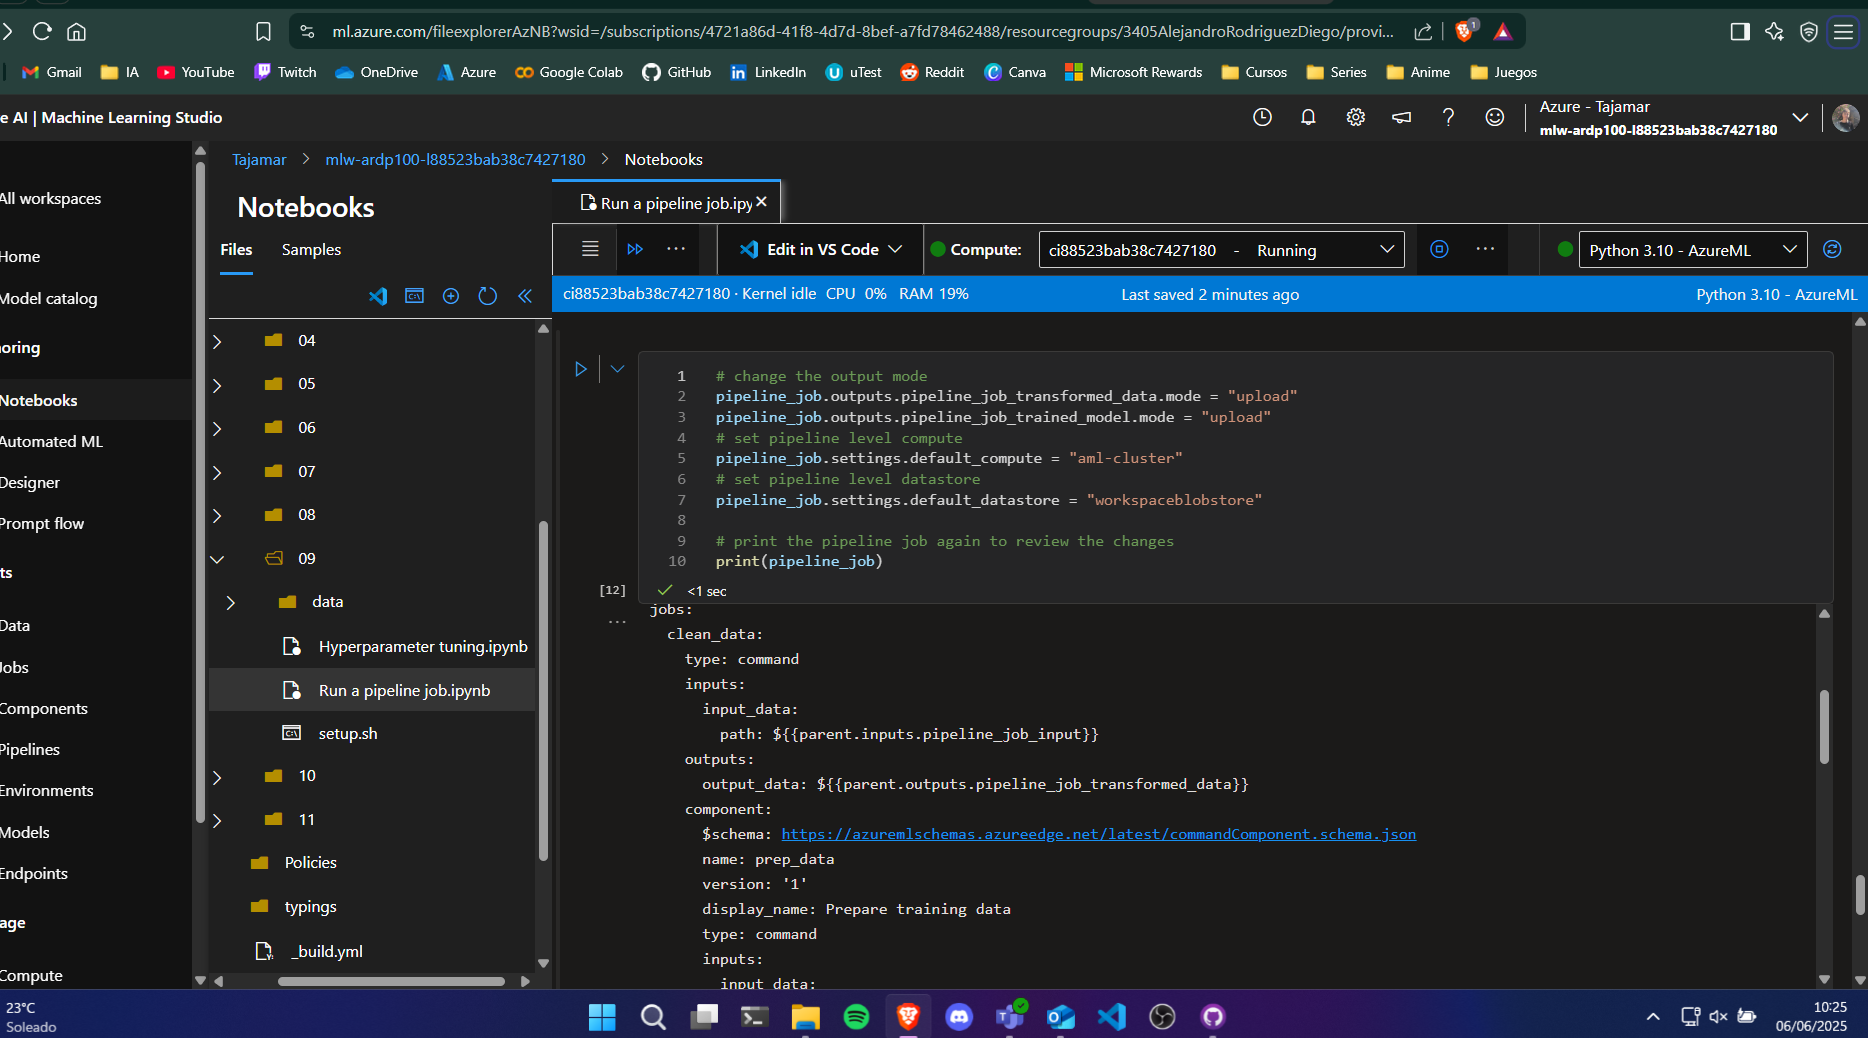 ml.azure.com/fileexplorerAzNB?wsid=/subscriptions/4721a86d-41f8-4d7d-8bef-a7fd78462488/resourcegroups/3405AlejandroRodriguezDiego/provi...
1
Gmail IA YouTube Twitch OneDrive Azure Google Colab GitHub LinkedIn uTest Reddit Canva Microsoft Rewards Cursos Series Anime Juegos
e AI | Machine Learning Studio
Azure - Tajamar
mlw-ardp100-l88523bab38c7427180
All workspaces
Home
Model catalog
oring
Notebooks
Automated ML
Designer
Prompt flow
ts
Data
Jobs
Components
Pipelines
Environments
Models
Endpoints
age
Compute
Tajamar > mlw-ardp100-l88523bab38c7427180 > Notebooks
Notebooks
Files Samples
04
05
06
07
08
09
data
Hyperparameter tuning.ipynb
Run a pipeline job.ipynb
setup.sh
10
11
Policies
typings
_build.yml
Run a pipeline job.ipy
Edit in VS Code
Compute:
ci88523bab38c7427180 - Running
Python 3.10 - AzureML
ci88523bab38c7427180 · Kernel idle CPU 0% RAM 19%
Last saved 2 minutes ago
Python 3.10 - AzureML
1 # change the output mode
2 pipeline_job.outputs.pipeline_job_transformed_data.mode = "upload"
3 pipeline_job.outputs.pipeline_job_trained_model.mode = "upload"
4 # set pipeline level compute
5 pipeline_job.settings.default_compute = "aml-cluster"
6 # set pipeline level datastore
7 pipeline_job.settings.default_datastore = "workspaceblobstore"
8
9 # print the pipeline job again to review the changes
10 print(pipeline_job)
[12] <1 sec
...
jobs:
clean_data:
type: command
inputs:
input_data:
path: ${{parent.inputs.pipeline_job_input}}
outputs:
output_data: ${{parent.outputs.pipeline_job_transformed_data}}
component:
$schema: https://azuremlschemas.azureedge.net/latest/commandComponent.schema.json
name: prep_data
version: '1'
display_name: Prepare training data
type: command
inputs:
input_data:
23°C
Soleado
10:25
06/06/2025